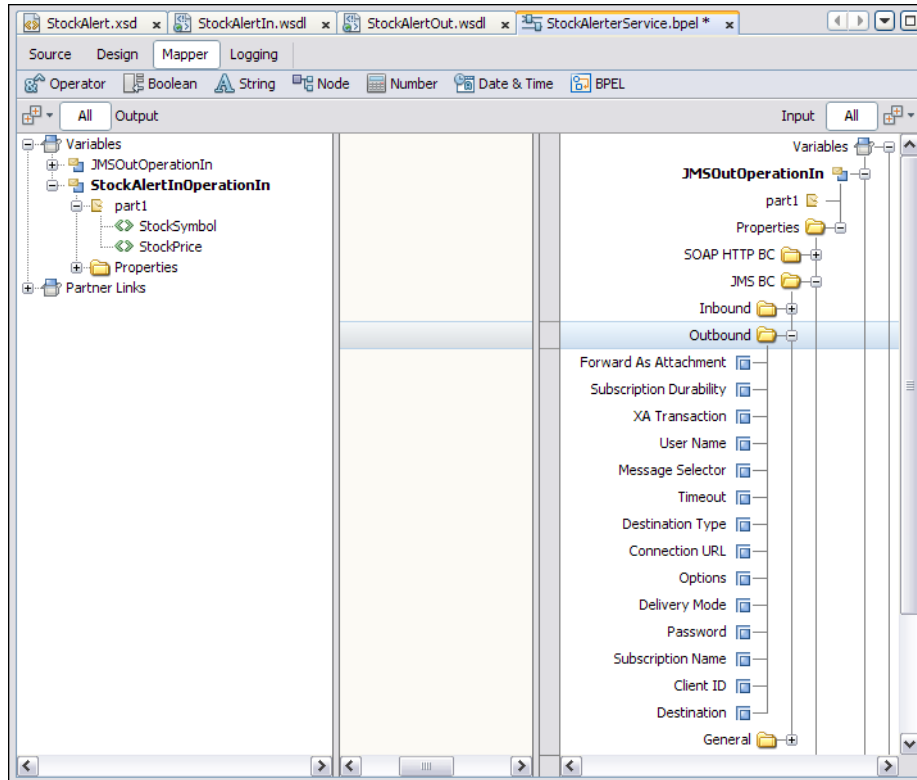 StockAlert.xsd x StockAlertIn.wsdl x StockAlertOut.wsdl x StockAlerterService.bpel * x
Source Design Mapper Logging
Operator Boolean String Node Number Date & Time BPEL
All Output Input All
Variables Variables
JMSOutOperationIn JMSOutOperationIn
StockAlertInOperationIn part1
part1 Properties
StockSymbol SOAP HTTP BC
StockPrice JMS BC
Properties Inbound
Partner Links Outbound
Forward As Attachment
Subscription Durability
XA Transaction
User Name
Message Selector
Timeout
Destination Type
Connection URL
Options
Delivery Mode
Password
Subscription Name
Client ID
Destination
General